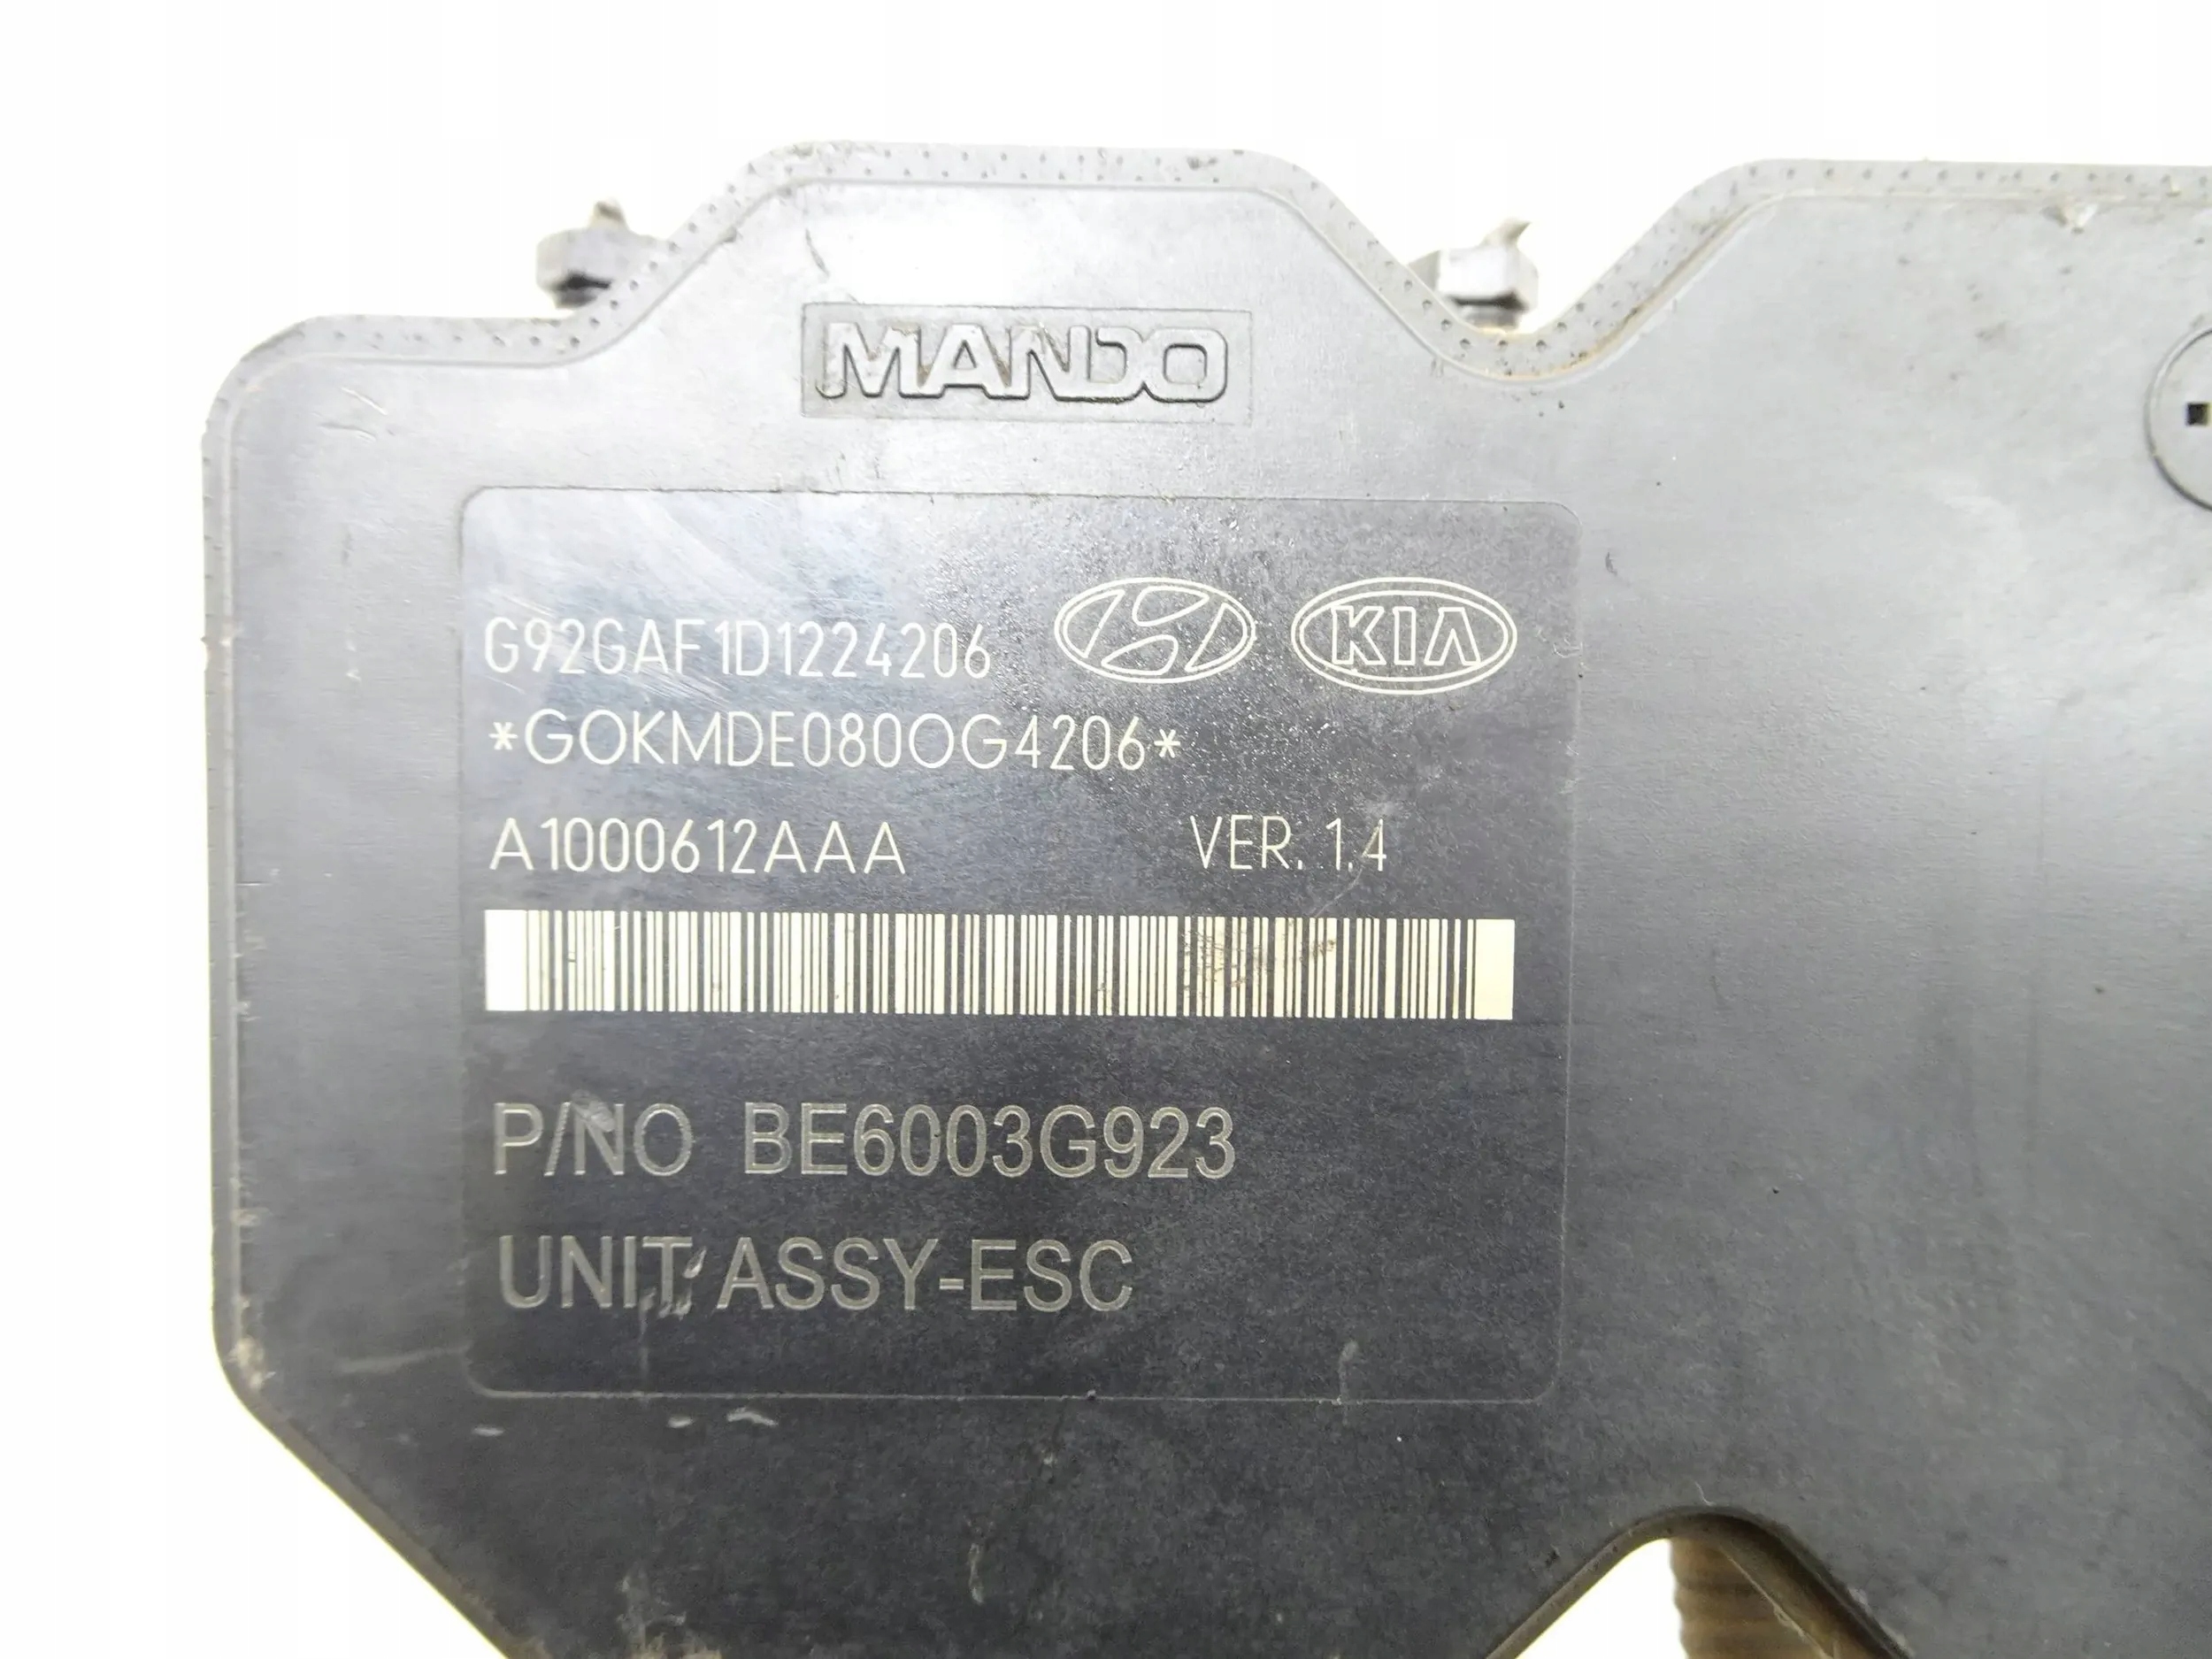 MANDO
G92GAF1D1224206 KIA
*GOKMDE080OG4206*
A1000612AAA VER. 1.4
P/NO BE6003G923
UNIT ASSY-ESC